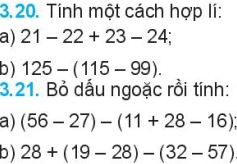 3.20. Tính một cách hợp lí:
a) 21 – 22 + 23 – 24;
b) 125 – (115 – 99).
3.21. Bỏ dấu ngoặc rồi tính:
a) (56 – 27) – (11 + 28 – 16);
b) 28 + (19 – 28) – (32 – 57).